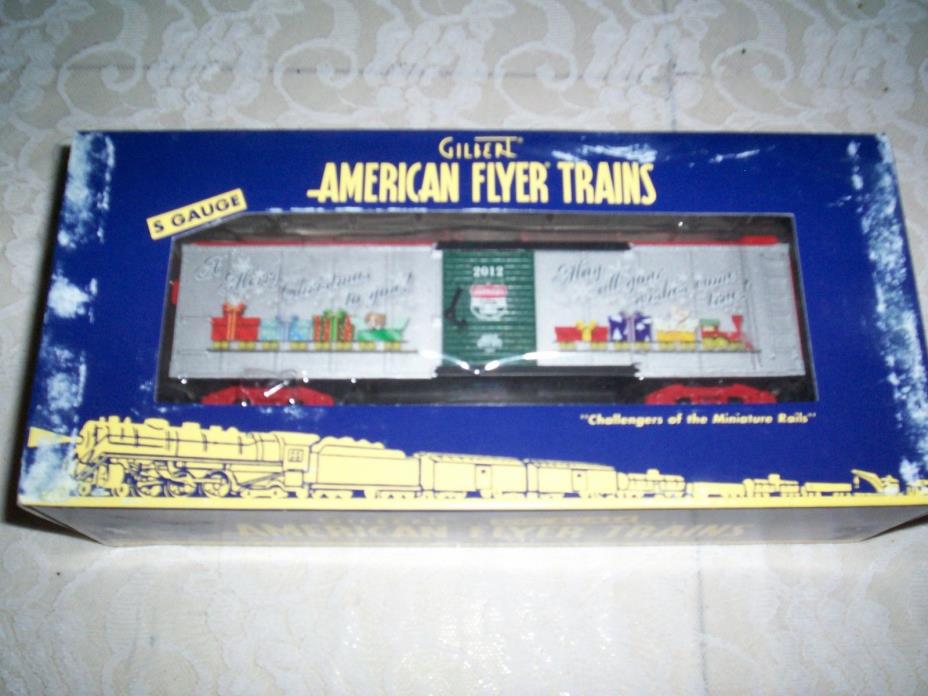 GILBERT
AMERICAN FLYER TRAINS
S GAUGE
A Merry
Christmas
to you!
2012
May
all your
wishes come
true!
"Challengers of the Miniature Rails"
AMERICAN FLYER TRAINS